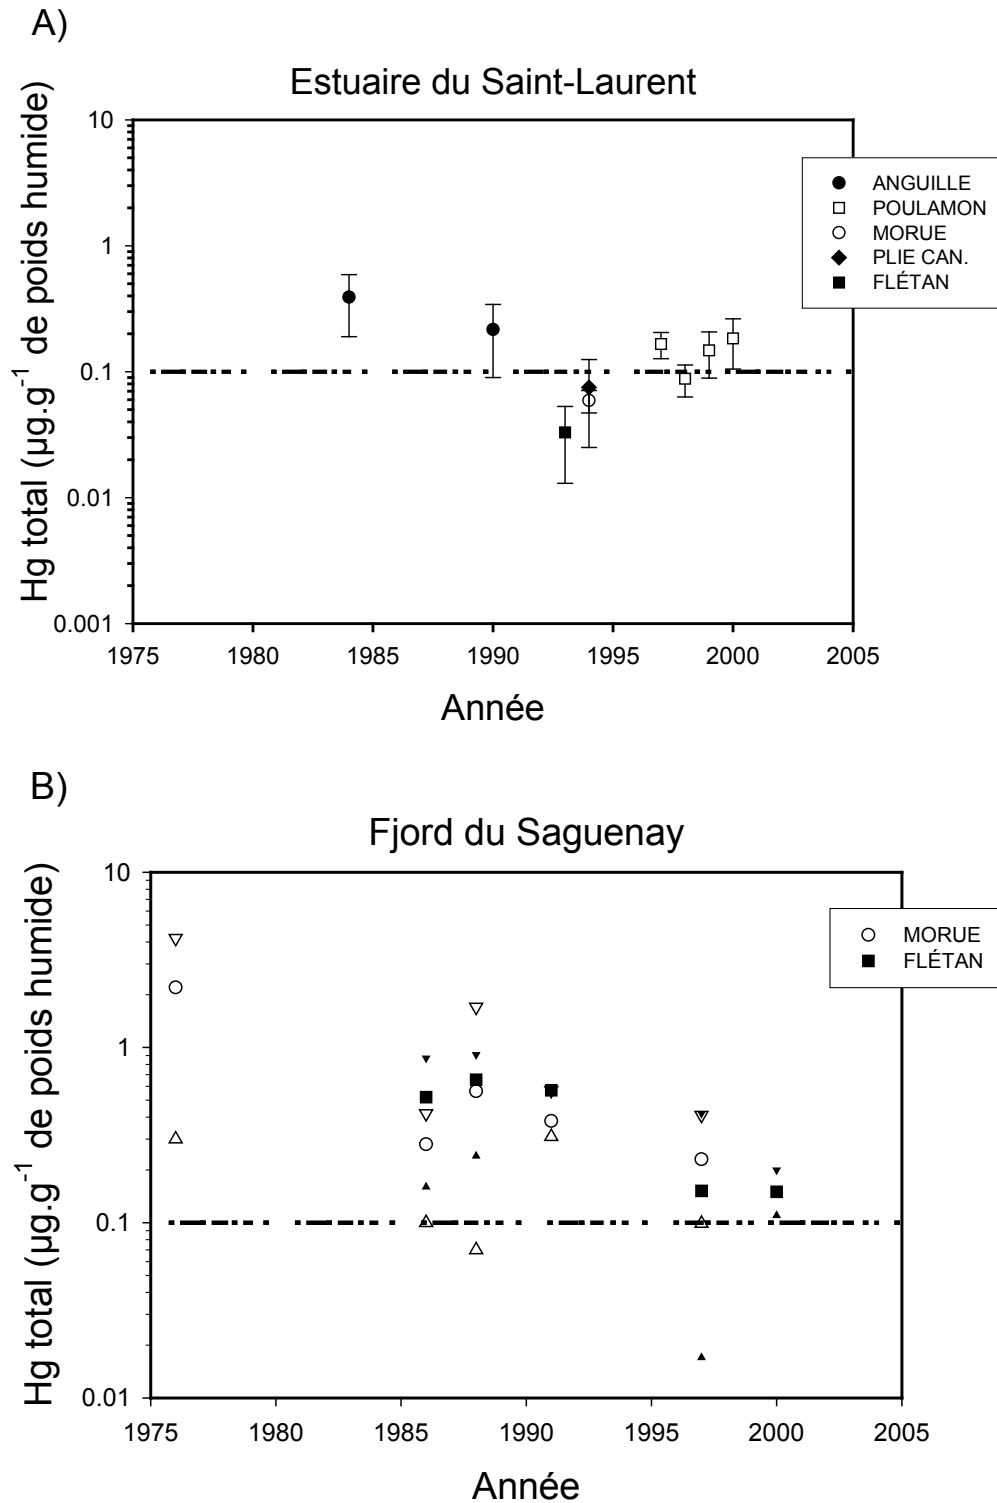 A)
Estuaire du Saint-Laurent
Hg total (µg.g⁻¹ de poids humide)
10
1
0.1
0.01
0.001
1975 1980 1985 1990 1995 2000 2005
Année
ANGUILLE
POULAMON
MORUE
PLIE CAN.
FLÉTAN
B)
Fjord du Saguenay
Hg total (µg.g⁻¹ de poids humide)
10
1
0.1
0.01
1975 1980 1985 1990 1995 2000 2005
Année
MORUE
FLÉTAN